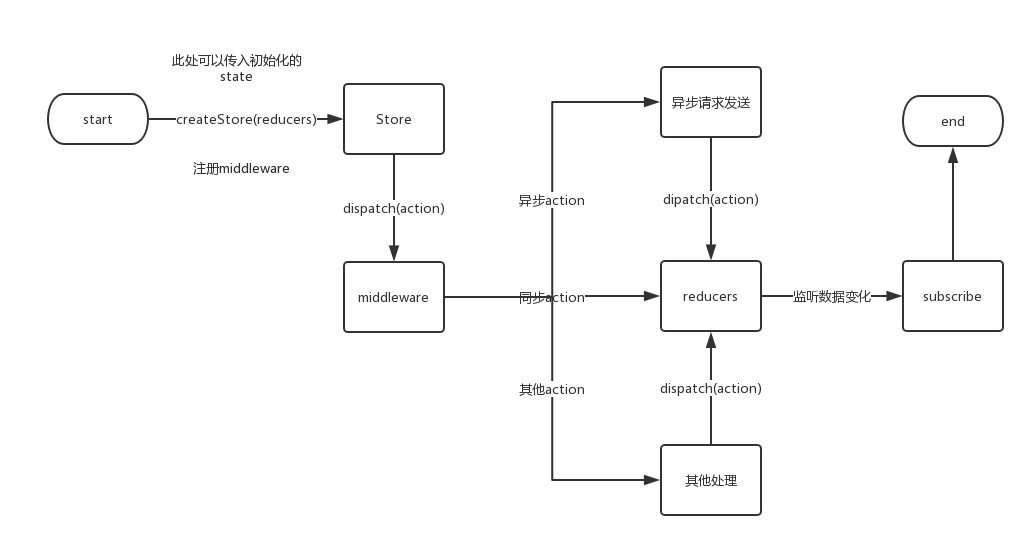 此处可以传入初始化的
state
start
createStore(reducers)
Store
注册middleware
dispatch(action)
middleware
异步action
同步action
其他action
异步请求发送
dipatch(action)
reducers
dispatch(action)
其他处理
监听数据变化
subscribe
end